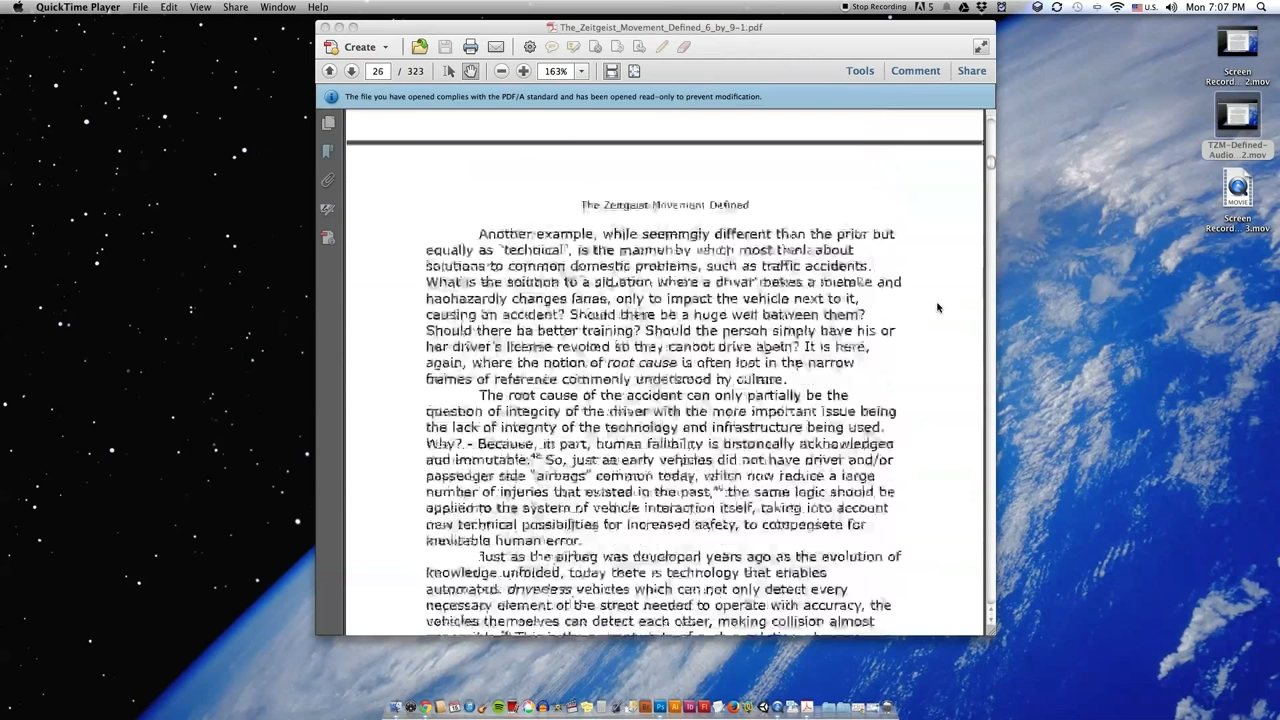 QuickTime Player File Edit View Share Window Help
Stop Recording 5 U.S. Mon 7:07 PM
The_Zeitgeist_Movement_Defined_6_by_9-1.pdf
Create
26 / 323 163% Tools Comment Share
The file you have opened complies with the PDF/A standard and has been opened read-only to prevent modification.
The Zeitgeist Movement Defined
Another example, while seemingly different than the prior but
equally as "technical", is the manner by which most think about
solutions to common domestic problems, such as traffic accidents.
What is the solution to a situation where a driver makes a mistake and
haphazardly changes lanes, only to impact the vehicle next to it,
causing an accident? Should there be a huge wall between them?
Should there be better training? Should the person simply have his or
her driver's license revoked so they cannot drive again? It is here,
again, where the notion of root cause is often lost in the narrow
frames of reference commonly understood by culture.
The root cause of the accident can only partially be the
question of integrity of the driver with the more important issue being
the lack of integrity of the technology and infrastructure being used.
Why? - Because, in part, human fallibility is historically acknowledged
and immutable. So, just as early vehicles did not have driver and/or
passenger side "airbags" common today, which now reduce a large
number of injuries that existed in the past, the same logic should be
applied to the system of vehicle interaction itself, taking into account
new technical possibilities for increased safety, to compensate for
inevitable human error.
Just as the airbag was developed years ago as the evolution of
knowledge unfolded, today there is technology that enables
automated, driverless vehicles which can not only detect every
necessary element of the street needed to operate with accuracy, the
vehicles themselves can detect each other, making collision almost
Screen
Record...2.mov
TZM-Defined-
Audio...2.mov
MOVIE
Screen
Record...3.mov